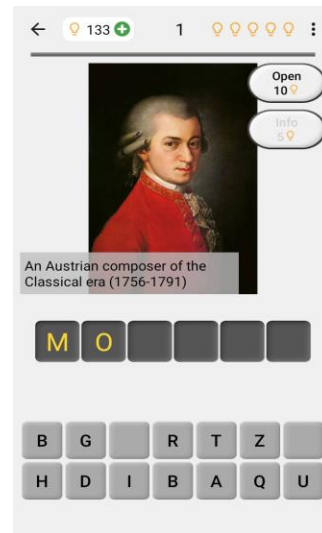 133
1
Open
10
Info
5
An Austrian composer of the
Classical era (1756-1791)
M O
B G R T Z
H D I B A Q U